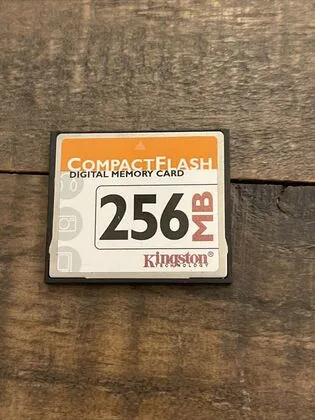 COMPACTFLASH
DIGITAL MEMORY CARD
256 MB
Kingston®
TECHNOLOGY